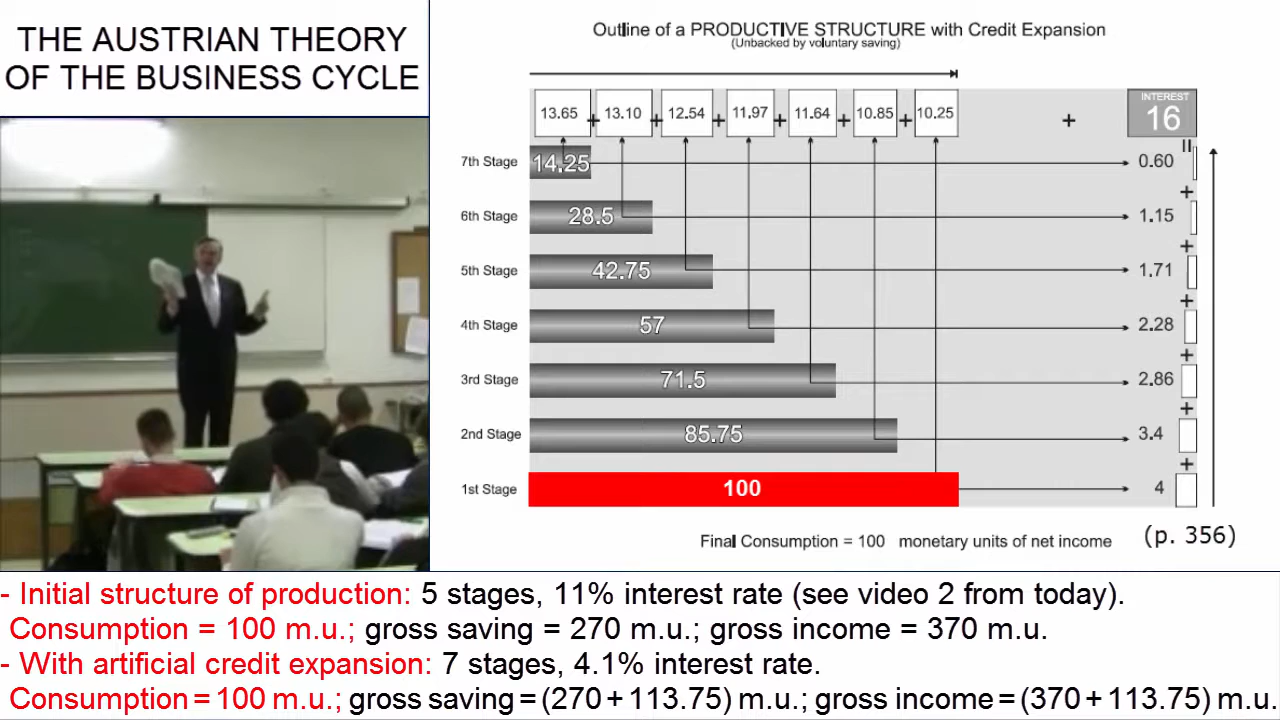 THE AUSTRIAN THEORY
OF THE BUSINESS CYCLE
Outline of a PRODUCTIVE STRUCTURE with Credit Expansion
(Unbacked by voluntary saving)
13.65 + 13.10 + 12.54 + 11.97 + 11.64 + 10.85 + 10.25 + INTEREST
16
=
7th Stage 14.25 0.60
+
6th Stage 28.5 1.15
+
5th Stage 42.75 1.71
+
4th Stage 57 2.28
+
3rd Stage 71.5 2.86
+
2nd Stage 85.75 3.4
+
1st Stage 100 4
Final Consumption = 100 monetary units of net income (p. 356)
- Initial structure of production: 5 stages, 11% interest rate (see video 2 from today).
Consumption = 100 m.u.; gross saving = 270 m.u.; gross income = 370 m.u.
- With artificial credit expansion: 7 stages, 4.1% interest rate.
Consumption = 100 m.u.; gross saving = (270 + 113.75) m.u.; gross income = (370 + 113.75) m.u.